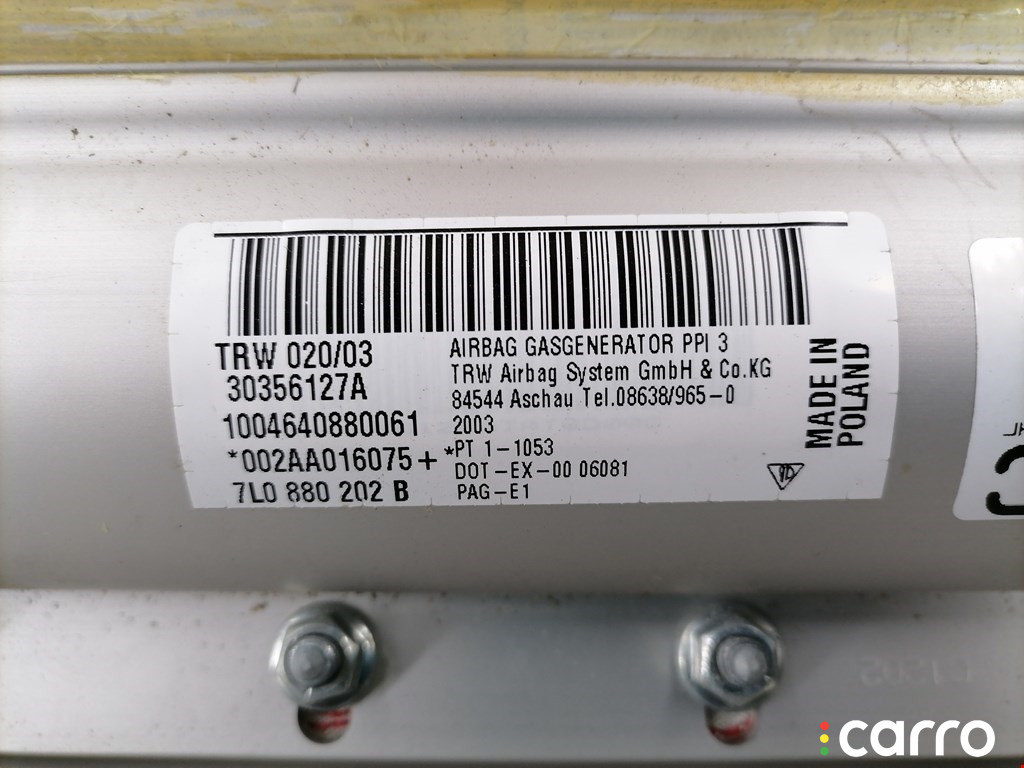 TRW 020/03
30356127A
1004640880061
*002AA016075+*
7L0 880 202 B
AIRBAG GASGENERATOR PPI 3
TRW Airbag System GmbH & Co.KG
84544 Aschau Tel.08638/965-0
2003
PT 1-1053
DOT-EX-00 06081
PAG-E1
MADE IN
POLAND
carro